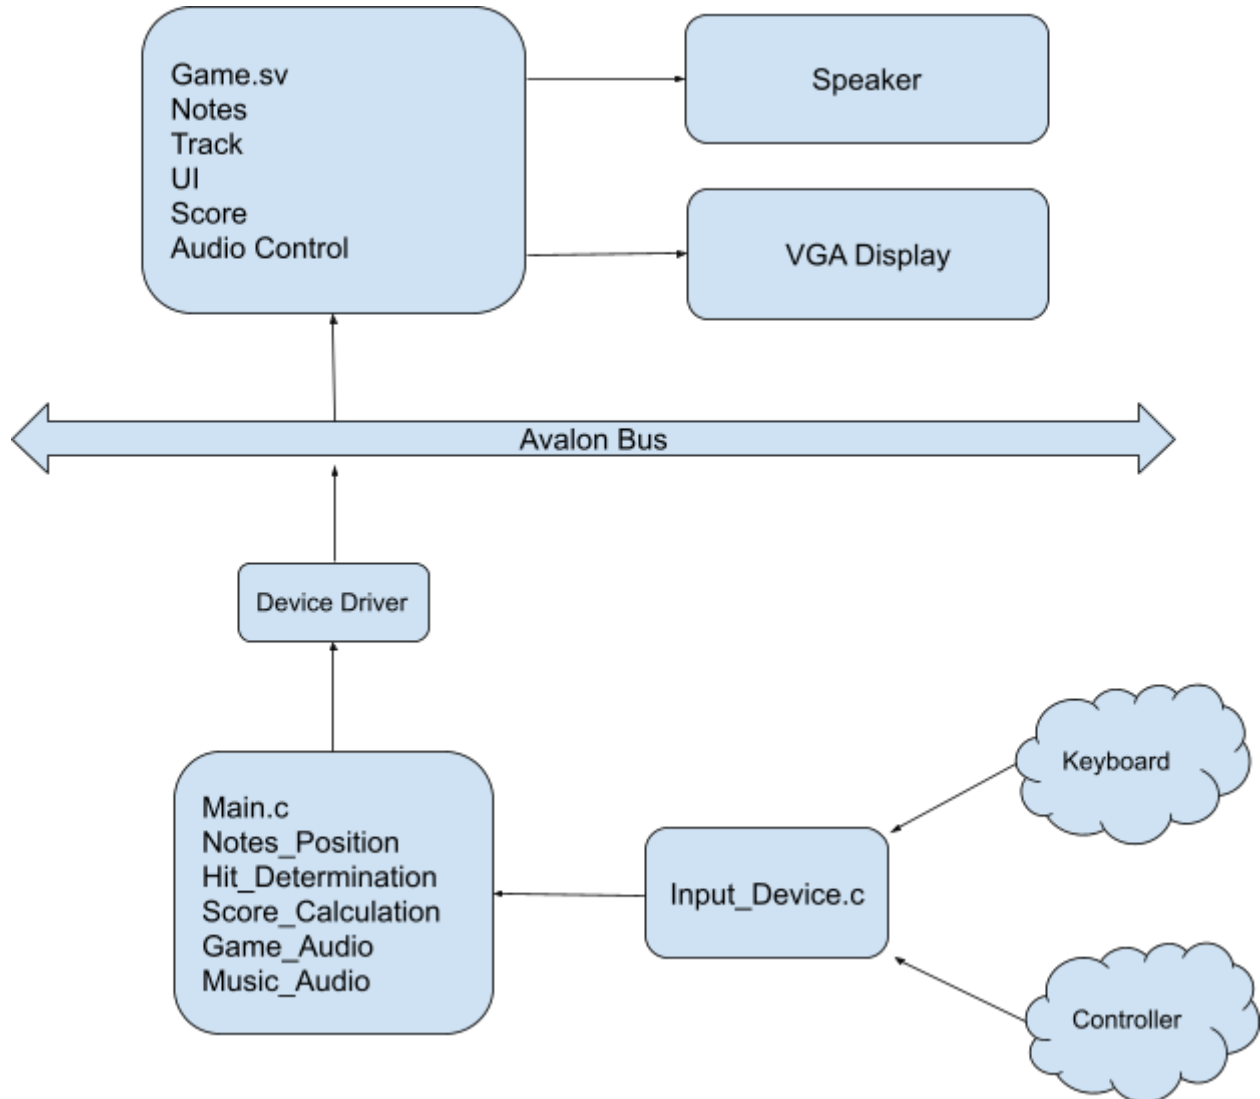 Game.sv
Notes
Track
UI
Score
Audio Control
Speaker
VGA Display
Avalon Bus
Device Driver
Main.c
Notes_Position
Hit_Determination
Score_Calculation
Game_Audio
Music_Audio
Input_Device.c
Keyboard
Controller